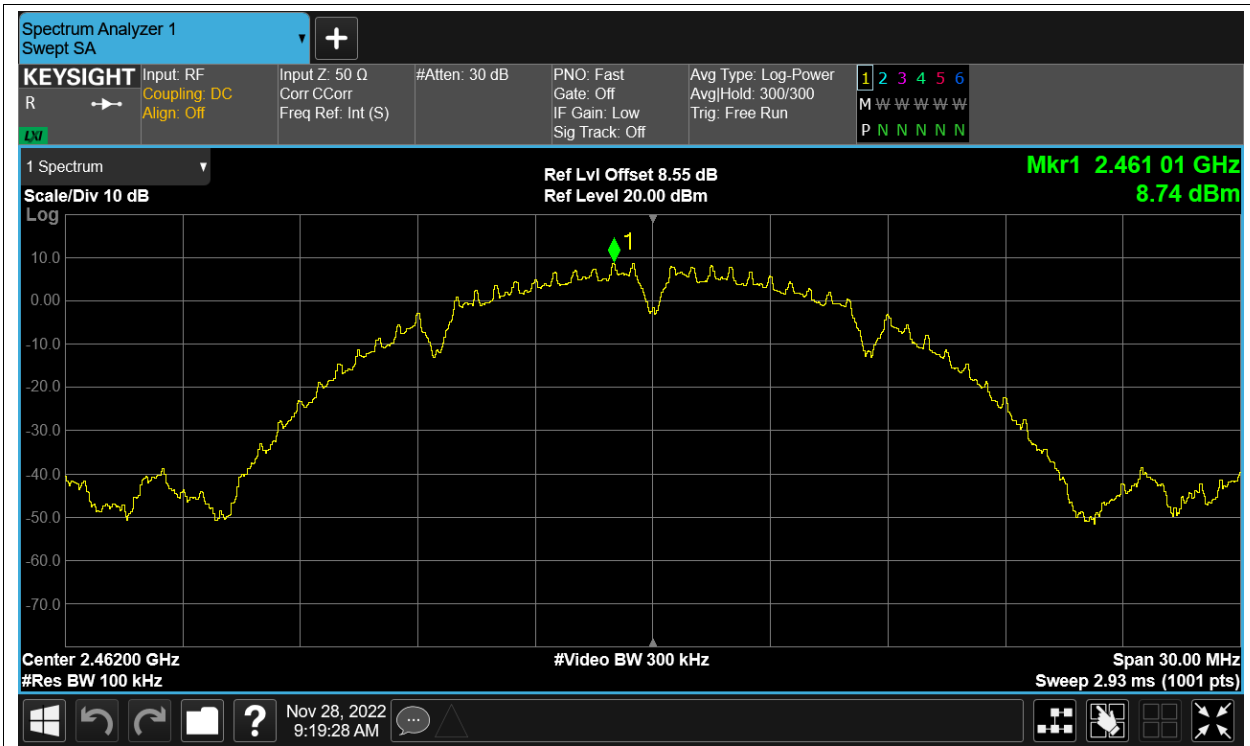 Spectrum Analyzer 1
Swept SA
KEYSIGHT
R
LXI
Input: RF
Coupling: DC
Align: Off
Input Z: 50 Ω
Corr CCorr
Freq Ref: Int (S)
#Atten: 30 dB
PNO: Fast
Gate: Off
IF Gain: Low
Sig Track: Off
Avg Type: Log-Power
Avg|Hold: 300/300
Trig: Free Run
1 2 3 4 5 6
M W W W W W
P N N N N N
1 Spectrum
Scale/Div 10 dB
Log
Ref Lvl Offset 8.55 dB
Ref Level 20.00 dBm
Mkr1 2.461 01 GHz
8.74 dBm
1
10.0
0.00
-10.0
-20.0
-30.0
-40.0
-50.0
-60.0
-70.0
Center 2.46200 GHz
#Res BW 100 kHz
#Video BW 300 kHz
Span 30.00 MHz
Sweep 2.93 ms (1001 pts)
?
Nov 28, 2022
9:19:28 AM